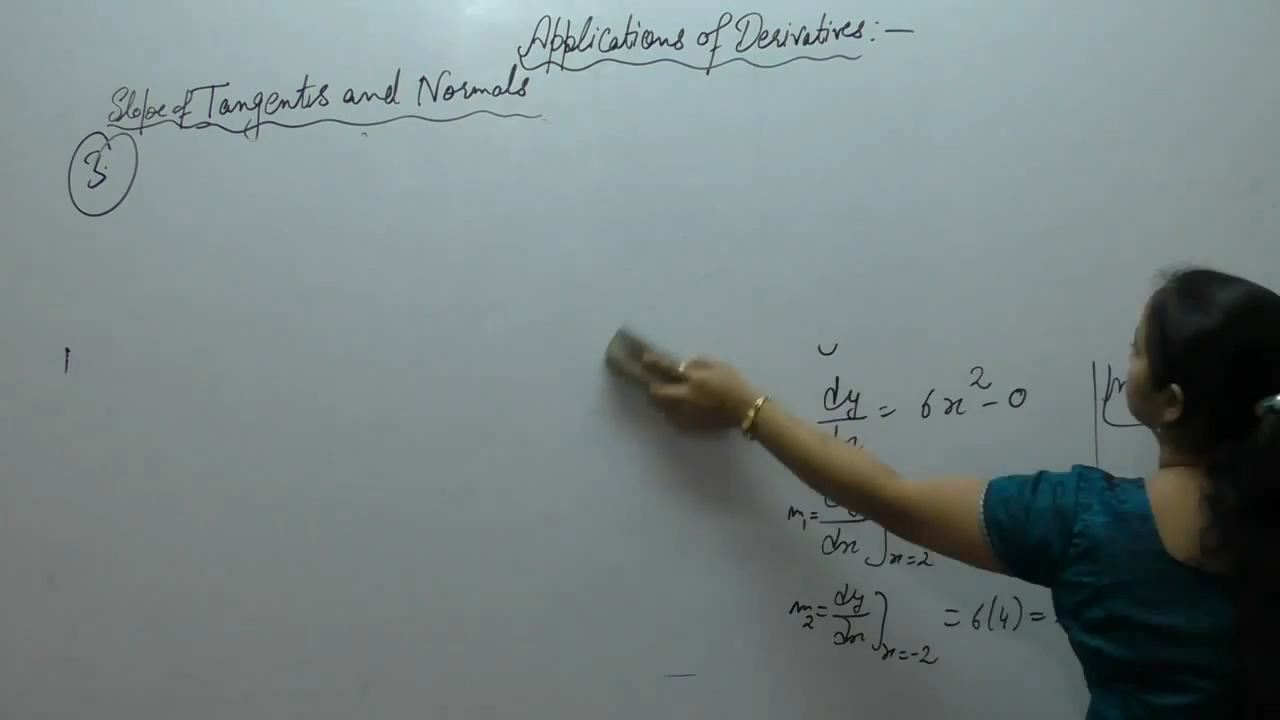 Applications of Derivatives:-
Slope of Tangents and Normals
3.
dy/dx = 6x² - 0
m₁ = dy/dx]ₓ₌₂
m₂ = dy/dx]ₓ₌₋₂ = 6(4) =